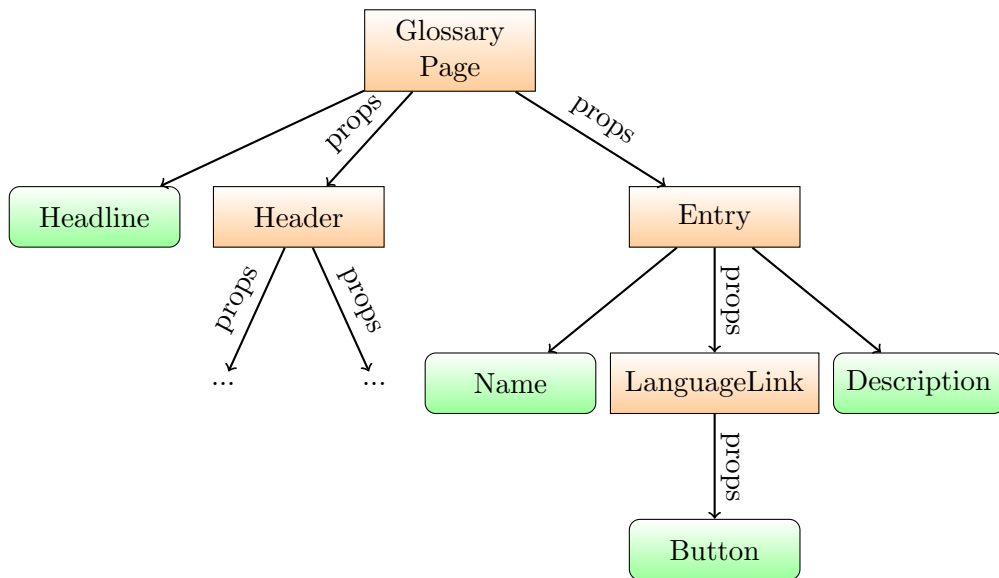 Glossary
Page
props
props
Headline
Header
Entry
props
props
props
...
...
Name
LanguageLink
Description
props
Button